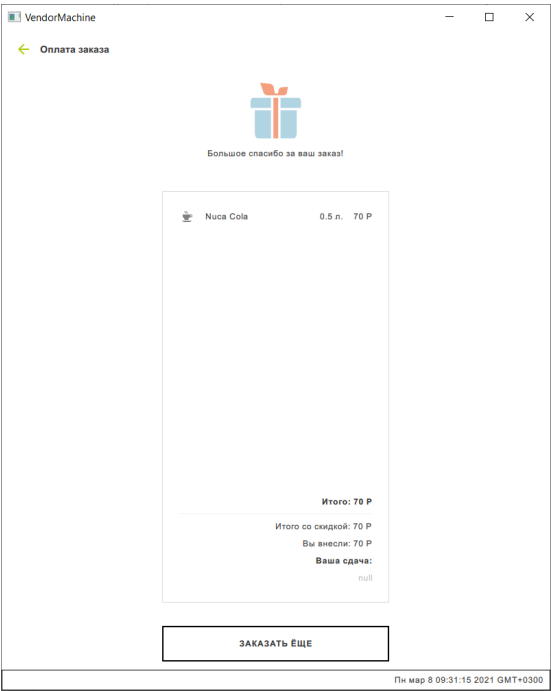 VendorMachine
Оплата заказа
Большое спасибо за ваш заказ!
Nuca Cola 0.5 л. 70 Р
Итого: 70 Р
Итого со скидкой: 70 Р
Вы внесли: 70 Р
Ваша сдача:
null
ЗАКАЗАТЬ ЁЩЕ
Пн мар 8 09:31:15 2021 GMT+0300